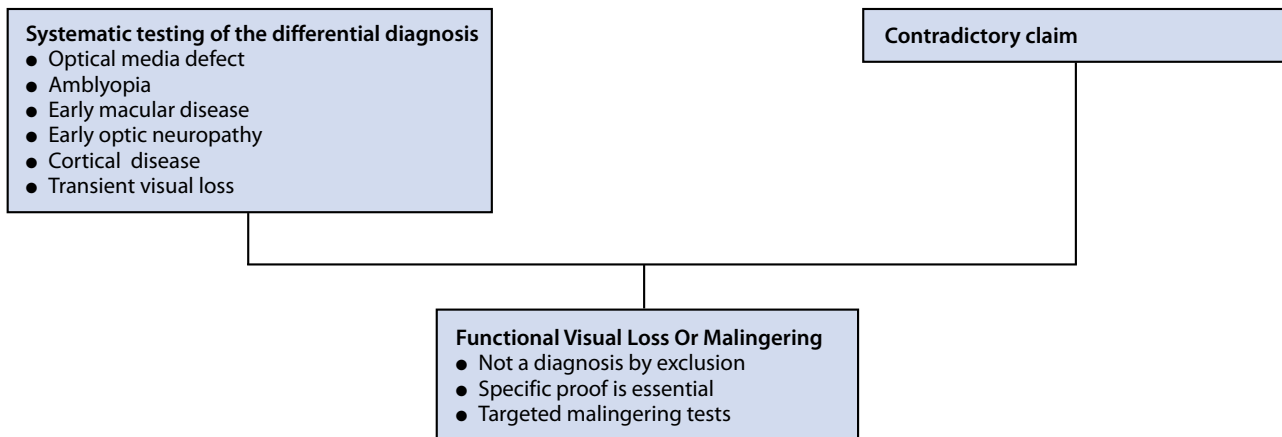 Systematic testing of the differential diagnosis
● Optical media defect
● Amblyopia
● Early macular disease
● Early optic neuropathy
● Cortical disease
● Transient visual loss
Contradictory claim
Functional Visual Loss Or Malingering
● Not a diagnosis by exclusion
● Specific proof is essential
● Targeted malingering tests